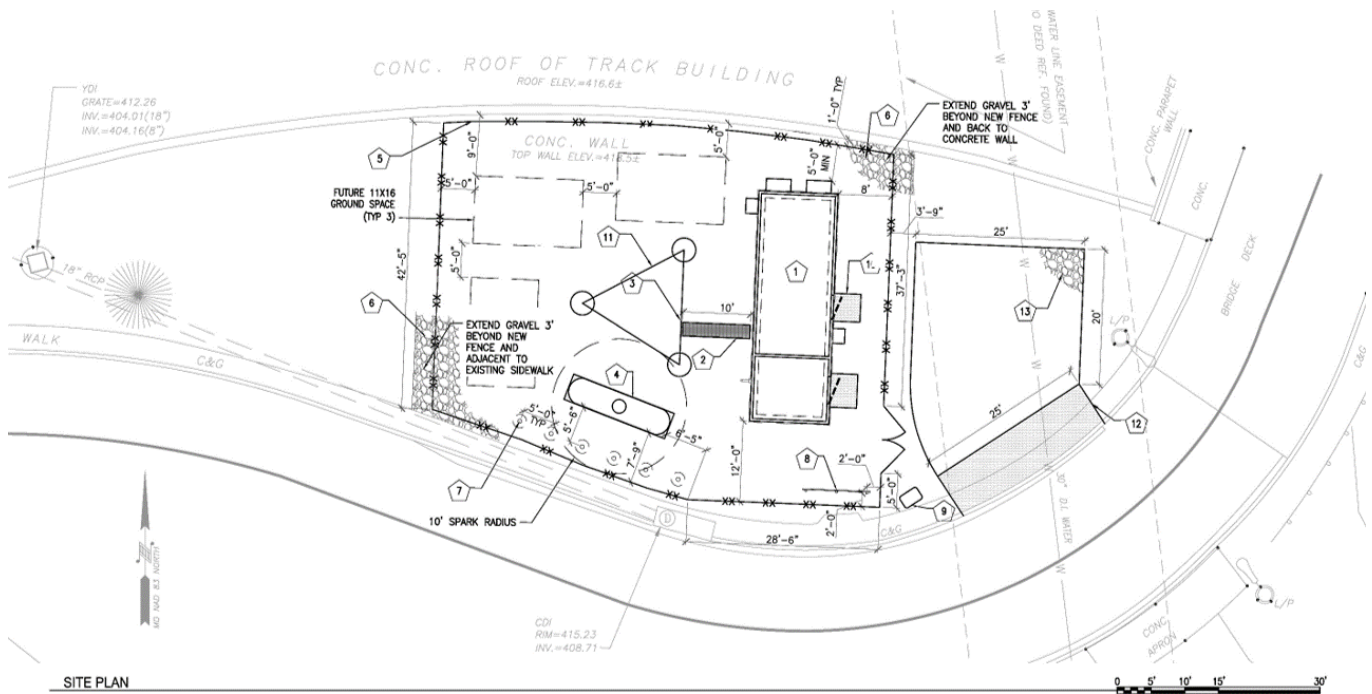 CONC. ROOF OF TRACK BUILDING
ROOF ELEV.=416.6±
YDI
GRATE=412.26
INV.=404.01(18")
INV.=404.16(8")
WATER LINE EASEMENT
DEED REF. FOUND)
1'-0" TYP
6
EXTEND GRAVEL 3'
BEYOND NEW FENCE
AND BACK TO
CONCRETE WALL
CONC. PARAPET
WALL
CONC.
BRIDGE DECK
5
9'-0"
CONC. WALL
5'-0"
5'-0"
MIN
8'
3'-9"
25'
FUTURE 11X16
GROUND SPACE
(TYP 3)
5'-0"
5'-0"
11
1
37'-3"
13
20'
L/P
C&G
18" RCP
42'-5"
5'-0"
3
10'
2
6
EXTEND GRAVEL 3'
BEYOND NEW
FENCE AND
ADJACENT TO
EXISTING SIDEWALK
WALK
C&G
4
25'
12
5'-0"
TYP
5'-6"
7'-9"
12'-0"
8
2'-0"
5'-0"
7
9
10' SPARK RADIUS
D
28'-6"
2'-0"
C&G
30" D.I. WATER
W
W
W
W
MD NAD 83 NORTH
CDI
RIM=415.23
INV.=408.71
L/P
CONC.
APRON
SITE PLAN
0 5' 10' 15' 30'